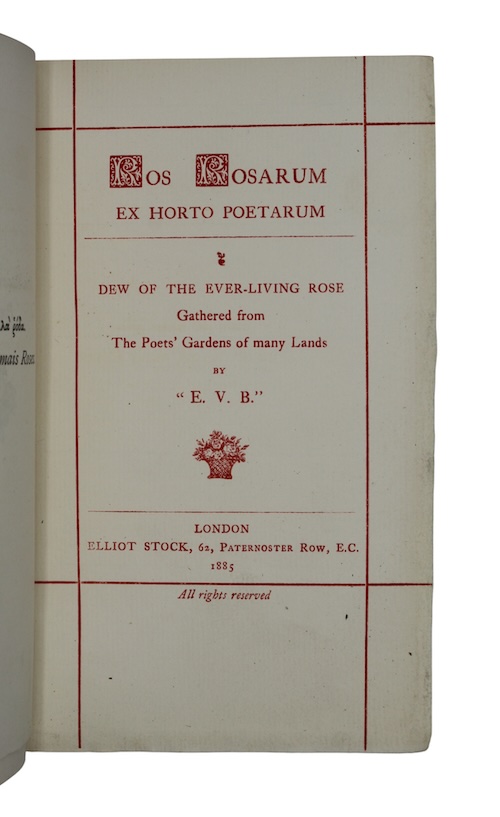 ROS ROSARUM
EX HORTO POETARUM
DEW OF THE EVER-LIVING ROSE
Gathered from
The Poets' Gardens of many Lands
BY
“ E. V. B.”
LONDON
ELLIOT STOCK, 62, PATERNOSTER ROW, E.C.
1885
All rights reserved